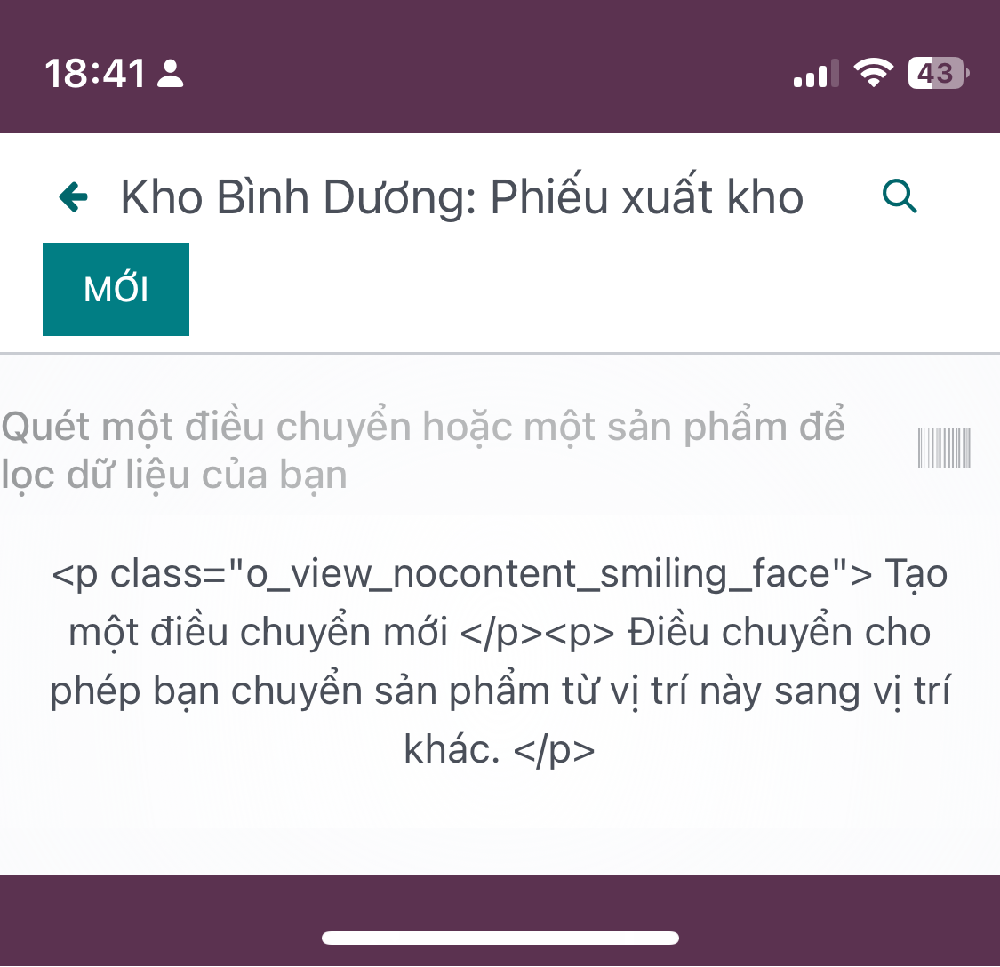 18:41
43
Kho Bình Dương: Phiếu xuất kho
MỚI
Quét một điều chuyển hoặc một sản phẩm để
lọc dữ liệu của bạn
<p class="o_view_nocontent_smiling_face"> Tạo
một điều chuyển mới </p><p> Điều chuyển cho
phép bạn chuyển sản phẩm từ vị trí này sang vị trí
khác. </p>